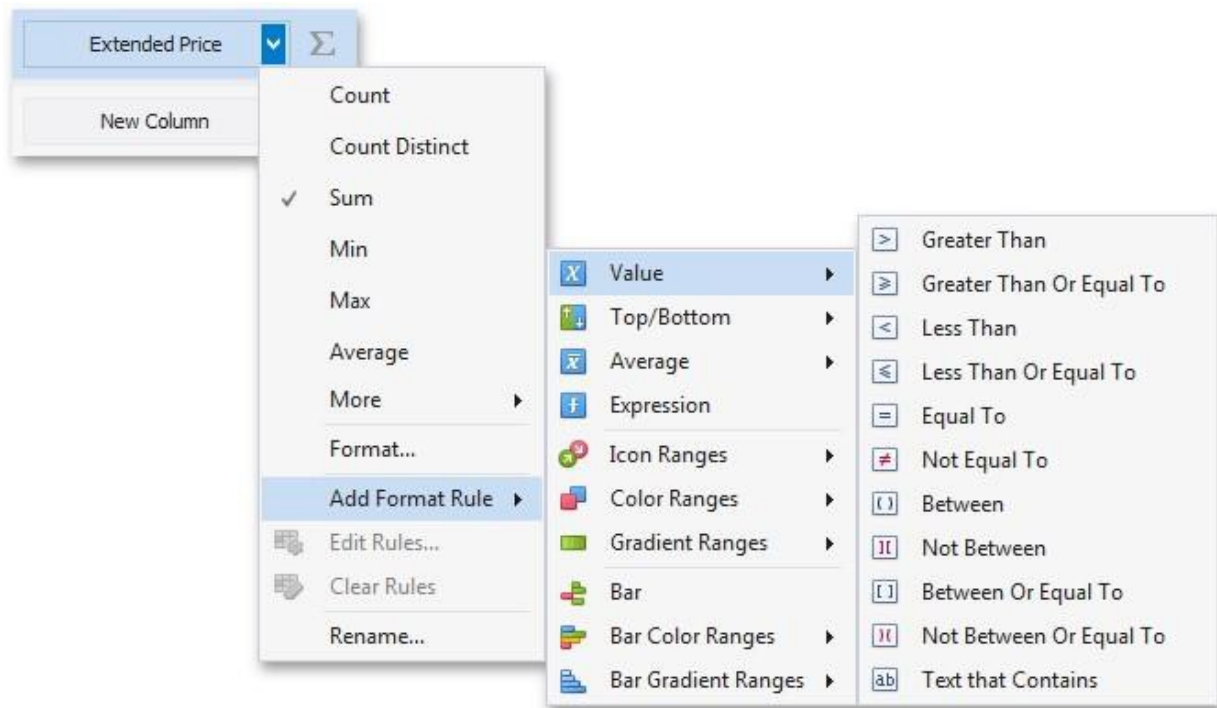 Extended Price
Σ
New Column
Count
Count Distinct
✓ Sum
Min
Max
Average
More
Format...
Add Format Rule
Edit Rules...
Clear Rules
Rename...
Value
Top/Bottom
Average
Expression
Icon Ranges
Color Ranges
Gradient Ranges
Bar
Bar Color Ranges
Bar Gradient Ranges
> Greater Than
⩾ Greater Than Or Equal To
< Less Than
⩽ Less Than Or Equal To
= Equal To
≠ Not Equal To
( ) Between
][ Not Between
[ ] Between Or Equal To
)( Not Between Or Equal To
ab Text that Contains